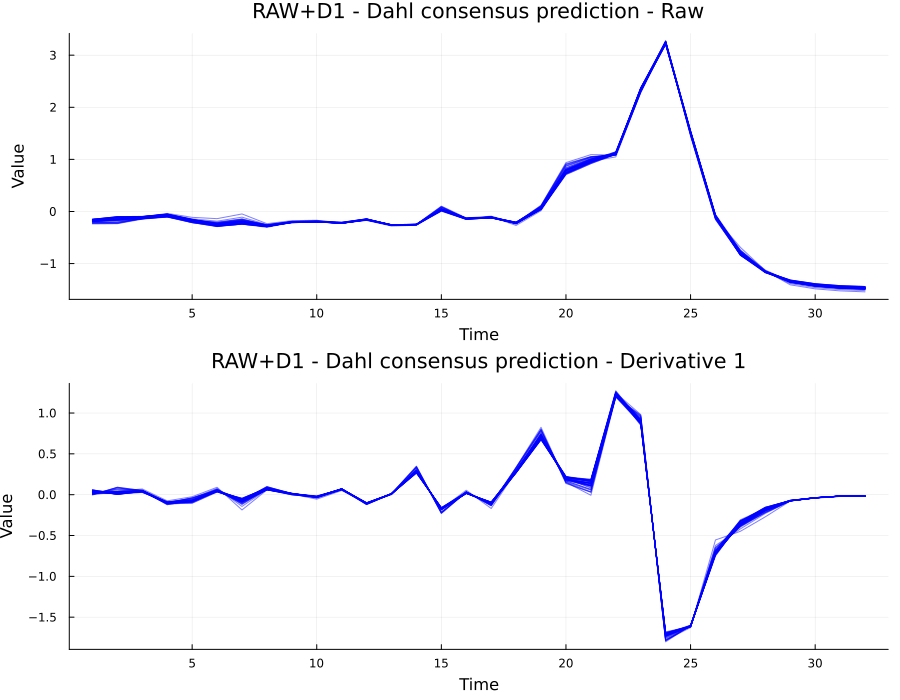 RAW+D1 - Dahl consensus prediction - Raw
3
2
1
0
−1
Value
5 10 15 20 25 30
Time
RAW+D1 - Dahl consensus prediction - Derivative 1
1.0
0.5
0.0
−0.5
−1.0
−1.5
Value
5 10 15 20 25 30
Time